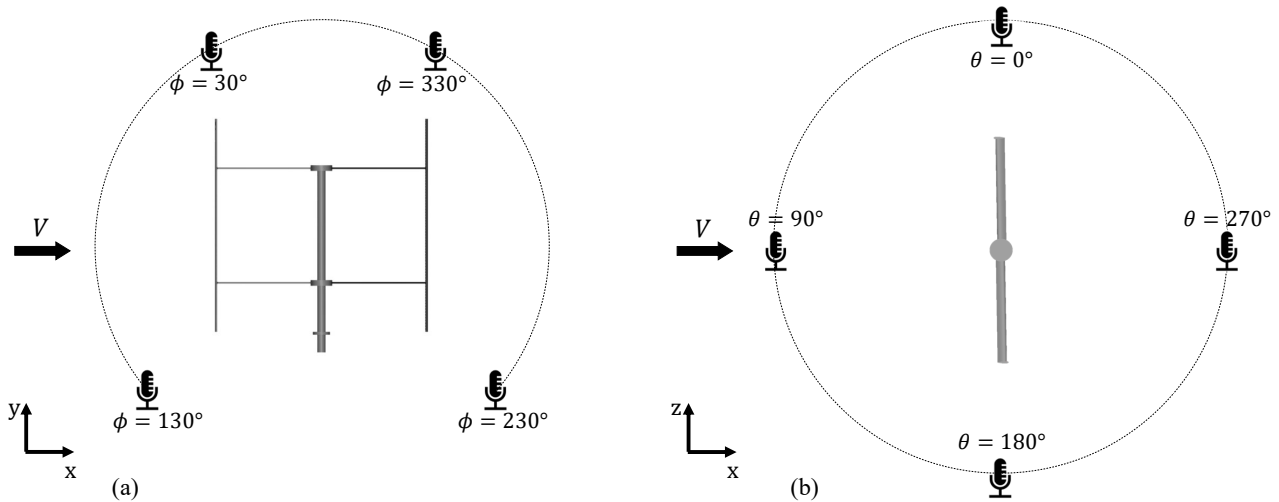 ϕ = 30°
ϕ = 330°
V
ϕ = 130°
ϕ = 230°
y
x
(a)
θ = 0°
θ = 90°
θ = 270°
V
θ = 180°
z
x
(b)